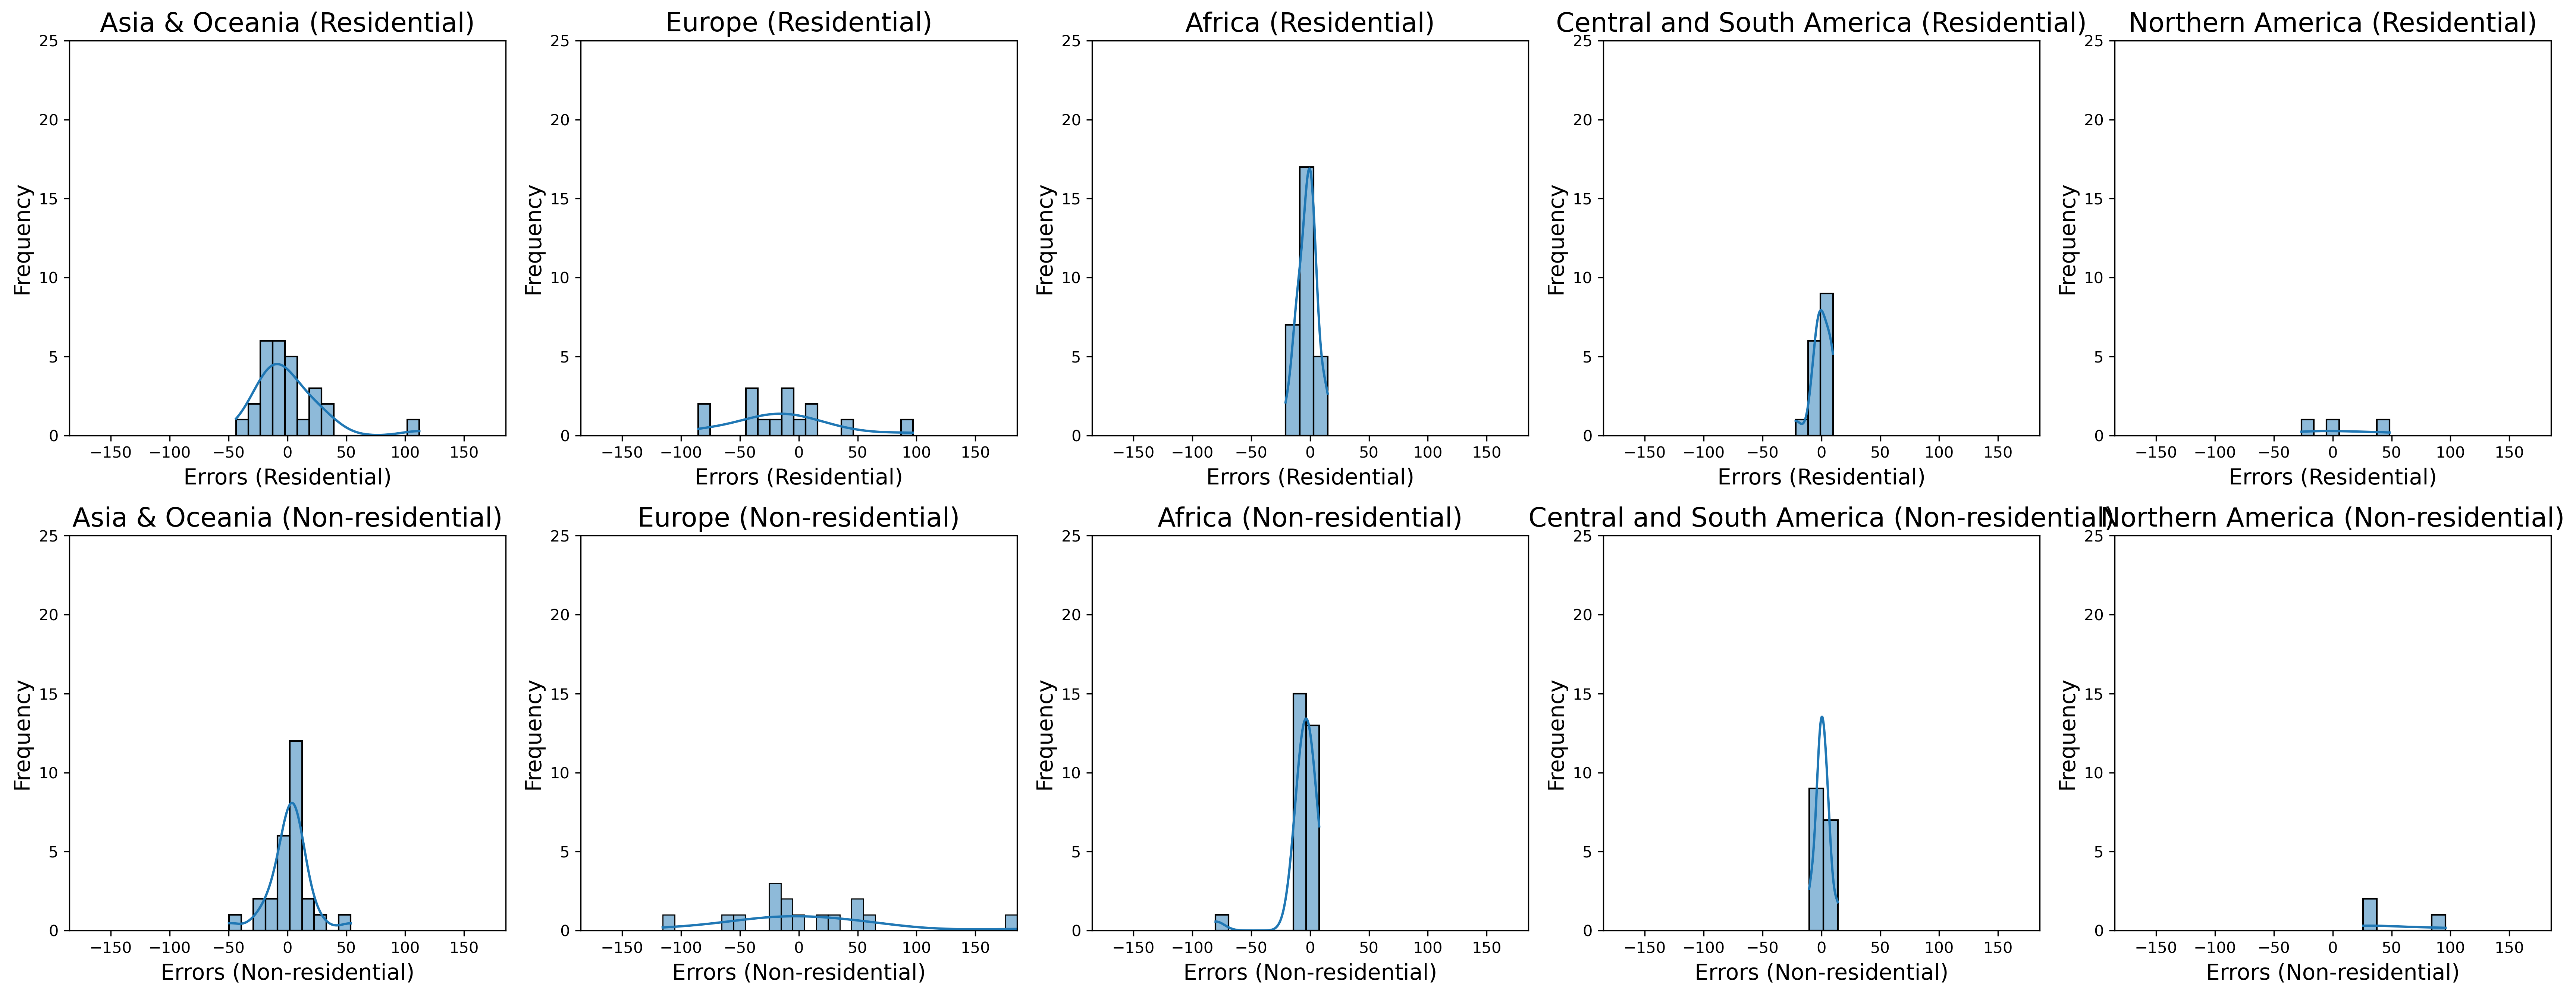 Asia & Oceania (Residential)
25
20
15
10
5
0
Frequency
−150 −100 −50 0 50 100 150
Errors (Residential)
Europe (Residential)
25
20
15
10
5
0
Frequency
−150 −100 −50 0 50 100 150
Errors (Residential)
Africa (Residential)
25
20
15
10
5
0
Frequency
−150 −100 −50 0 50 100 150
Errors (Residential)
Central and South America (Residential)
25
20
15
10
5
0
Frequency
−150 −100 −50 0 50 100 150
Errors (Residential)
Northern America (Residential)
25
20
15
10
5
0
Frequency
−150 −100 −50 0 50 100 150
Errors (Residential)
Asia & Oceania (Non-residential)
25
20
15
10
5
0
Frequency
−150 −100 −50 0 50 100 150
Errors (Non-residential)
Europe (Non-residential)
25
20
15
10
5
0
Frequency
−150 −100 −50 0 50 100 150
Errors (Non-residential)
Africa (Non-residential)
25
20
15
10
5
0
Frequency
−150 −100 −50 0 50 100 150
Errors (Non-residential)
Central and South America (Non-residential)
25
20
15
10
5
0
Frequency
−150 −100 −50 0 50 100 150
Errors (Non-residential)
Northern America (Non-residential)
25
20
15
10
5
0
Frequency
−150 −100 −50 0 50 100 150
Errors (Non-residential)